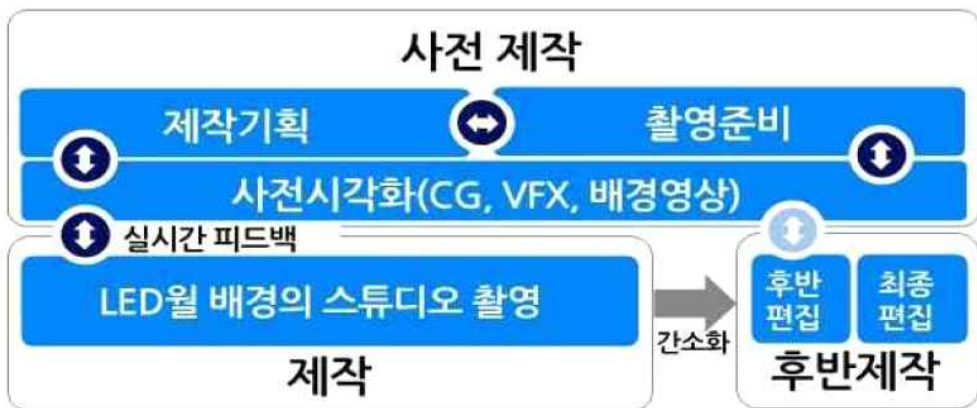 사전 제작
제작기획
촬영준비
사전시각화(CG, VFX, 배경영상)
실시간 피드백
LED월 배경의 스튜디오 촬영
제작
간소화
후반
편집
최종
편집
후반제작